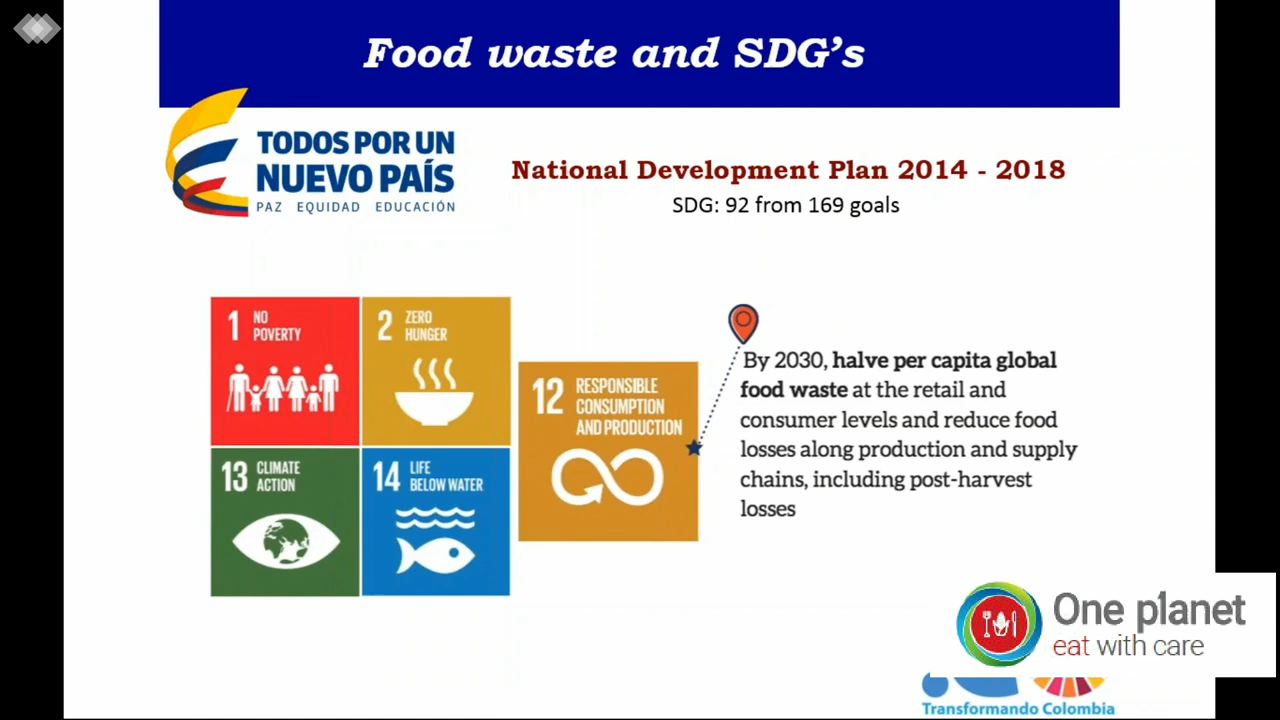 Food waste and SDG's
TODOS POR UN
NUEVO PAÍS
PAZ EQUIDAD EDUCACIÓN
National Development Plan 2014 - 2018
SDG: 92 from 169 goals
1 NO
POVERTY
2 ZERO
HUNGER
13 CLIMATE
ACTION
14 LIFE
BELOW WATER
12 RESPONSIBLE
CONSUMPTION
AND PRODUCTION
By 2030, halve per capita global
food waste at the retail and
consumer levels and reduce food
losses along production and supply
chains, including post-harvest
losses
One planet
eat with care
Transformando Colombia